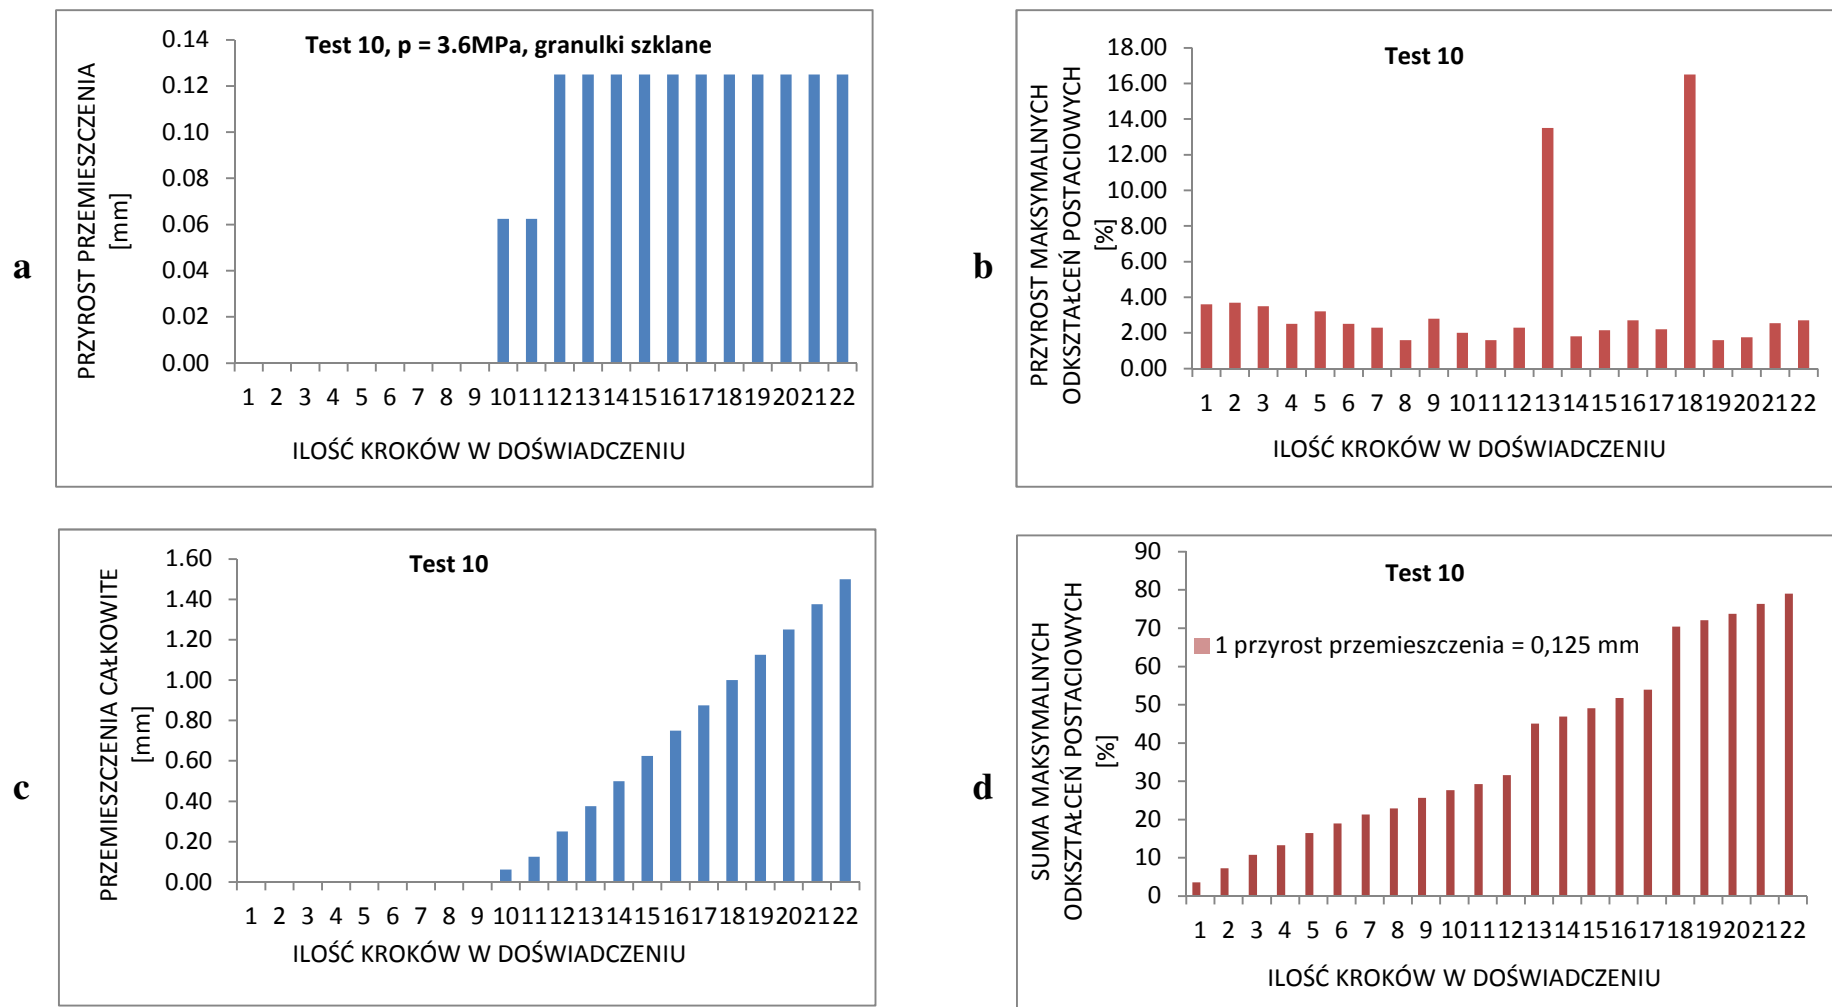 a
Test 10, p = 3.6MPa, granulki szklane
PRZYROST PRZEMIESZCZENIA
[mm]
0.14
0.12
0.10
0.08
0.06
0.04
0.02
0.00
1 2 3 4 5 6 7 8 9 10 11 12 13 14 15 16 17 18 19 20 21 22
ILOŚĆ KROKÓW W DOŚWIADCZENIU
b
Test 10
PRZYROST MAKSYMALNYCH
ODKSZTAŁCEŃ POSTACIOWYCH
[%]
18.00
16.00
14.00
12.00
10.00
8.00
6.00
4.00
2.00
0.00
1 2 3 4 5 6 7 8 9 10 11 12 13 14 15 16 17 18 19 20 21 22
ILOŚĆ KROKÓW W DOŚWIADCZENIU
c
Test 10
PRZEMIESZCZENIA CAŁKOWITE
[mm]
1.60
1.40
1.20
1.00
0.80
0.60
0.40
0.20
0.00
1 2 3 4 5 6 7 8 9 10 11 12 13 14 15 16 17 18 19 20 21 22
ILOŚĆ KROKÓW W DOŚWIADCZENIU
d
Test 10
1 przyrost przemieszczenia = 0,125 mm
SUMA MAKSYMALNYCH
ODKSZTAŁCEŃ POSTACIOWYCH
[%]
90
80
70
60
50
40
30
20
10
0
1 2 3 4 5 6 7 8 9 10 11 12 13 14 15 16 17 18 19 20 21 22
ILOŚĆ KROKÓW W DOŚWIADCZENIU